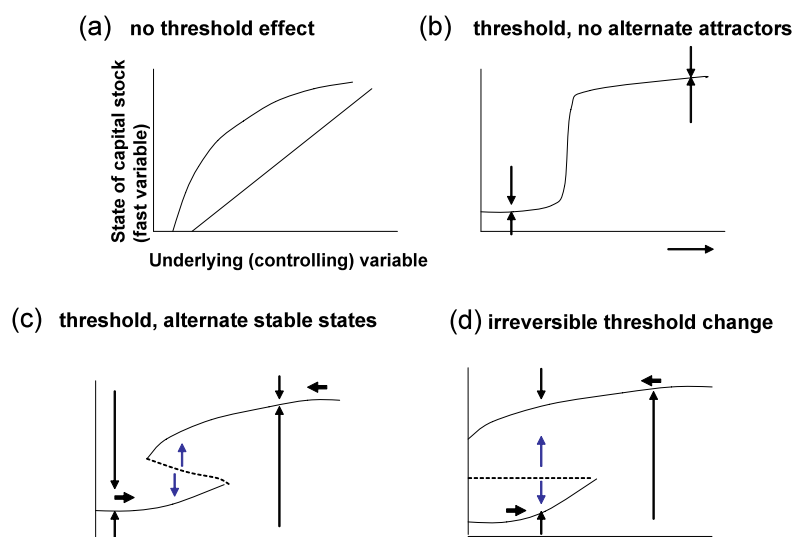 (a) no threshold effect
(b) threshold, no alternate attractors
State of capital stock
(fast variable)
Underlying (controlling) variable
(c) threshold, alternate stable states
(d) irreversible threshold change